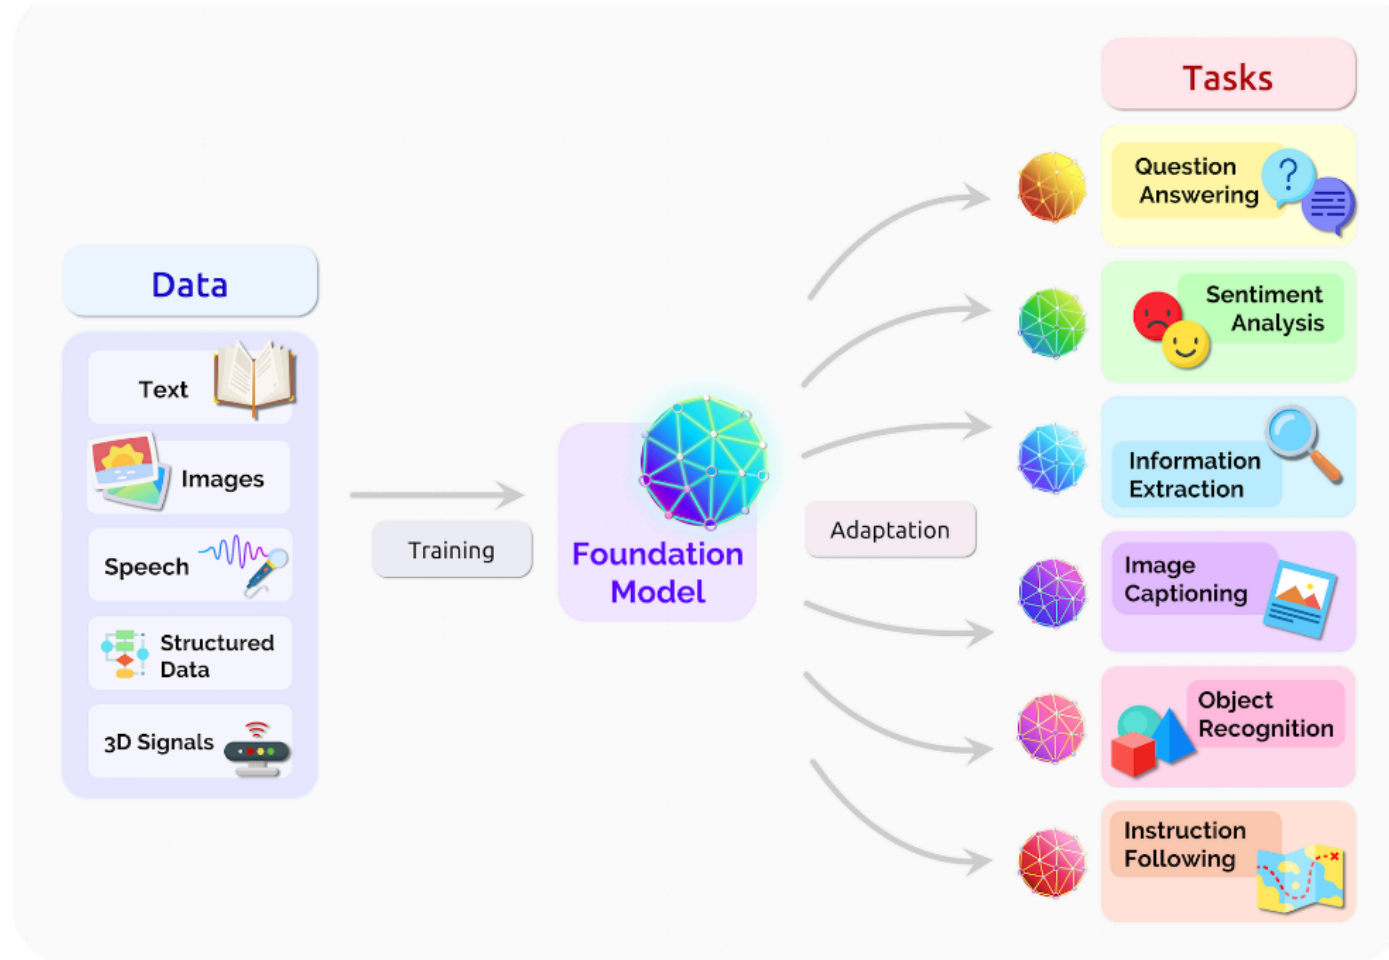 Data
Text
Images
Speech
Structured
Data
3D Signals
Training
Foundation
Model
Adaptation
Tasks
Question
Answering
?
Sentiment
Analysis
Information
Extraction
Image
Captioning
Object
Recognition
Instruction
Following